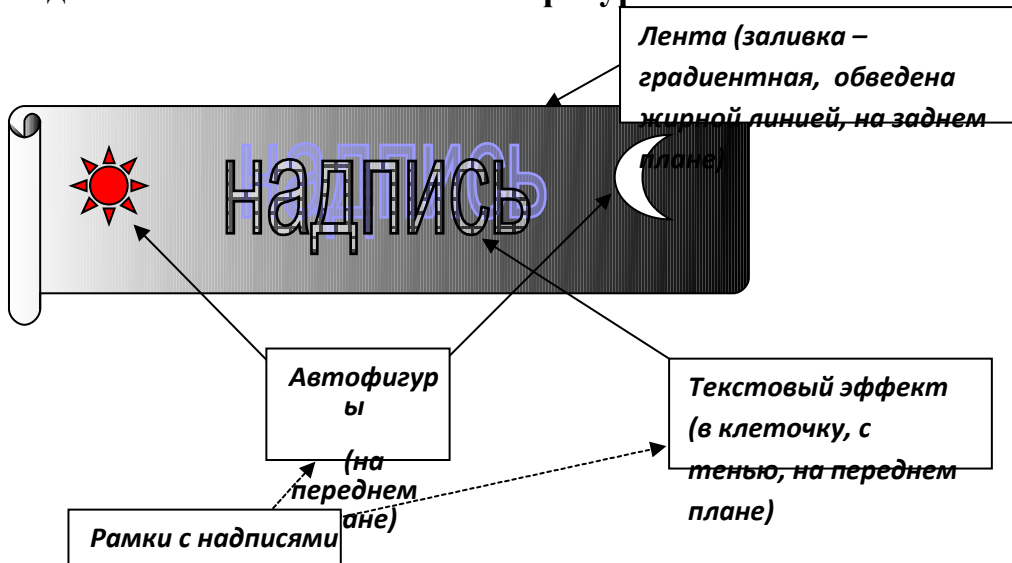 Лента (заливка –
градиентная, обведена
жирной линией, на заднем
плане)
надпись
Автофигур
ы
(на
переднем
Текстовый эффект
(в клеточку, с
тенью, на переднем
плане)
Рамки с надписями